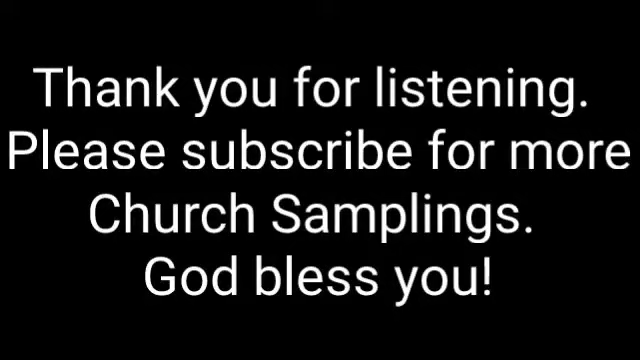 Thank you for listening.
Please subscribe for more
Church Samplings.
God bless you!